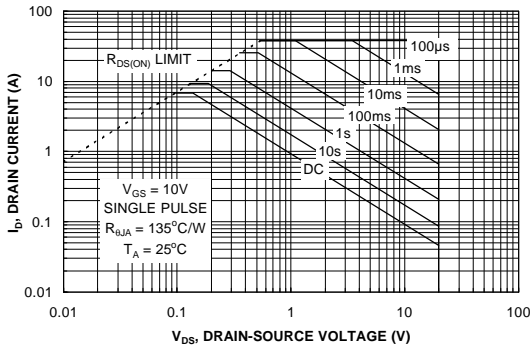 100
10
1
0.1
0.01
0.01
0.1
1
10
100
I_D, DRAIN CURRENT (A)
V_DS, DRAIN-SOURCE VOLTAGE (V)
R_DS(ON) LIMIT
100µs
1ms
10ms
100ms
1s
10s
DC
V_GS = 10V
SINGLE PULSE
R_θJA = 135°C/W
T_A = 25°C